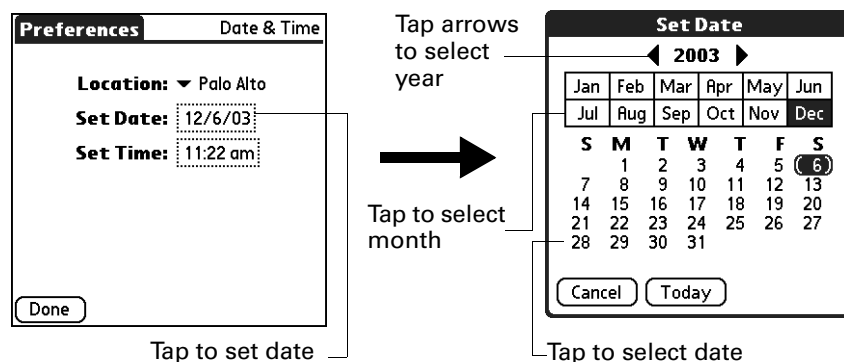 Preferences Date & Time
Location: Palo Alto
Set Date: 12/6/03
Set Time: 11:22 am
Done
Tap to set date
Tap arrows
to select
year
Tap to select
month
Set Date
2003
Jan Feb Mar Apr May Jun
Jul Aug Sep Oct Nov Dec
S M T W T F S
1 2 3 4 5 6
7 8 9 10 11 12 13
14 15 16 17 18 19 20
21 22 23 24 25 26 27
28 29 30 31
Cancel Today
Tap to select date